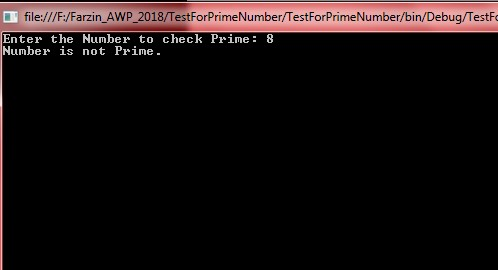 file:///F:/Farzin_AWP_2018/TestForPrimeNumber/TestForPrimeNumber/bin/Debug/TestFo
Enter the Number to check Prime: 8
Number is not Prime.